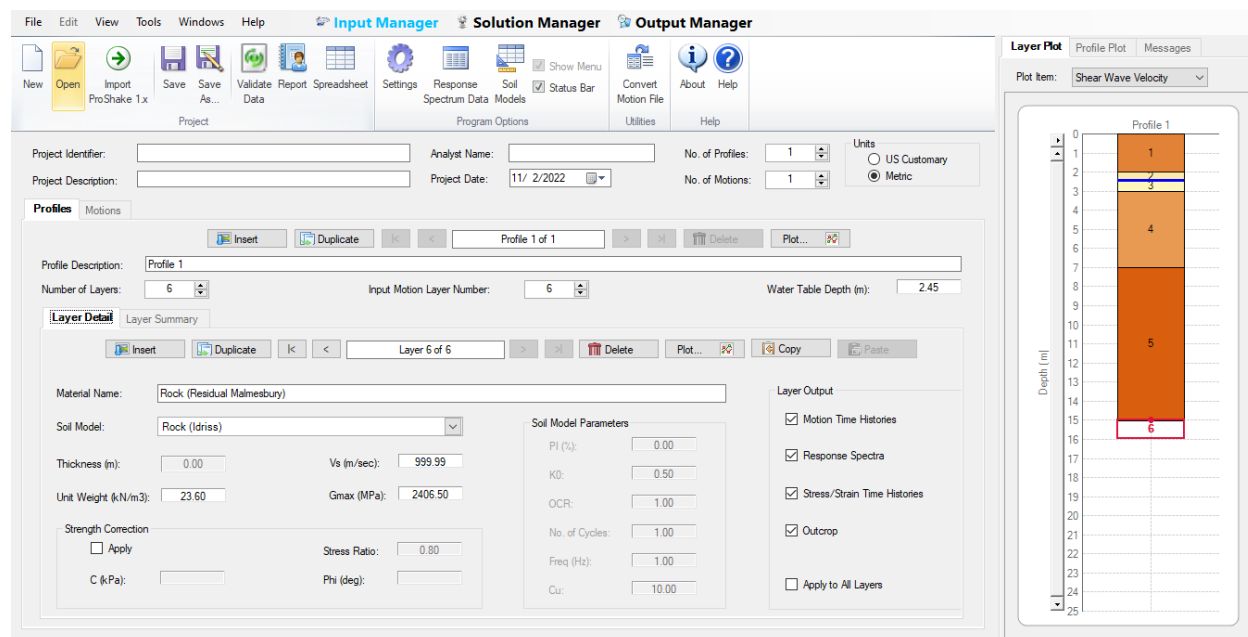 File Edit View Tools Windows Help Input Manager Solution Manager Output Manager
New Open Import ProShake 1.x Save Save As... Validate Data Report Spreadsheet Settings Response Spectrum Data Soil Models Show Menu Status Bar Convert Motion File About Help
Project Program Options Utilities Help
Project Identifier: Analyst Name: No. of Profiles: 1 Units US Customary
Project Description: Project Date: 11/ 2/2022 No. of Motions: 1 Metric
Profiles Motions
Insert Duplicate |< < Profile 1 of 1 > >| Delete Plot...
Profile Description: Profile 1
Number of Layers: 6 Input Motion Layer Number: 6 Water Table Depth (m): 2.45
Layer Detail Layer Summary
Insert Duplicate |< < Layer 6 of 6 > >| Delete Plot... Copy Paste
Material Name: Rock (Residual Malmesbury)
Soil Model: Rock (Idriss)
Thickness (m): 0.00 Vs (m/sec): 999.99
Unit Weight (kN/m3): 23.60 Gmax (MPa): 2406.50
Strength Correction
Apply Stress Ratio: 0.80
C (kPa): Phi (deg):
Soil Model Parameters
PI (%): 0.00
K0: 0.50
OCR: 1.00
No. of Cycles: 1.00
Freq (Hz): 1.00
Cu: 10.00
Layer Output
Motion Time Histories
Response Spectra
Stress/Strain Time Histories
Outcrop
Apply to All Layers
Layer Plot Profile Plot Messages
Plot Item: Shear Wave Velocity
Profile 1
Depth [m]
0
1 1
2 2
3 3
4 4
5
6
7
8
9
10
11 5
12
13
14
15 6
16
17
18
19
20
21
22
23
24
25